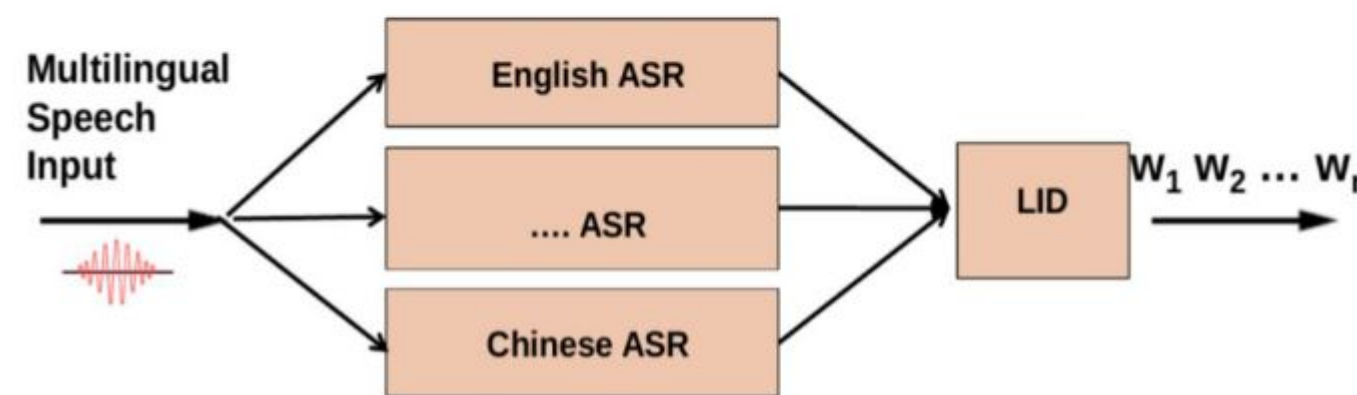 Multilingual
Speech
Input
English ASR
.... ASR
Chinese ASR
LID
W₁ W₂ ... W